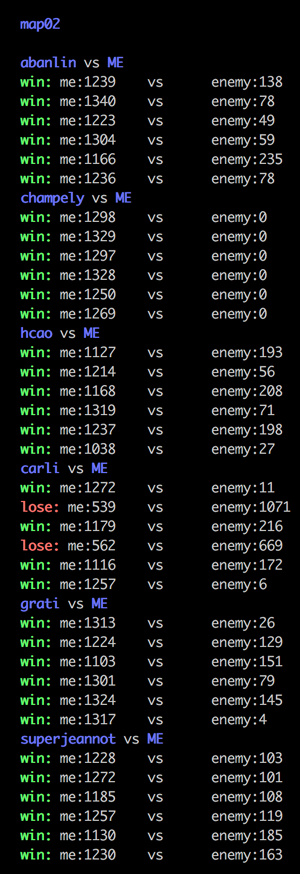 map02
abanlin vs ME
win: me:1239 vs enemy:138
win: me:1340 vs enemy:78
win: me:1223 vs enemy:49
win: me:1304 vs enemy:59
win: me:1166 vs enemy:235
win: me:1236 vs enemy:78
champely vs ME
win: me:1298 vs enemy:0
win: me:1329 vs enemy:0
win: me:1297 vs enemy:0
win: me:1328 vs enemy:0
win: me:1250 vs enemy:0
win: me:1269 vs enemy:0
hcao vs ME
win: me:1127 vs enemy:193
win: me:1214 vs enemy:56
win: me:1168 vs enemy:208
win: me:1319 vs enemy:71
win: me:1237 vs enemy:198
win: me:1038 vs enemy:27
carli vs ME
win: me:1272 vs enemy:11
lose: me:539 vs enemy:1071
win: me:1179 vs enemy:216
lose: me:562 vs enemy:669
win: me:1116 vs enemy:172
win: me:1257 vs enemy:6
grati vs ME
win: me:1313 vs enemy:26
win: me:1224 vs enemy:129
win: me:1103 vs enemy:151
win: me:1301 vs enemy:79
win: me:1324 vs enemy:145
win: me:1317 vs enemy:4
superjeannot vs ME
win: me:1228 vs enemy:103
win: me:1272 vs enemy:101
win: me:1185 vs enemy:108
win: me:1257 vs enemy:119
win: me:1130 vs enemy:185
win: me:1230 vs enemy:163